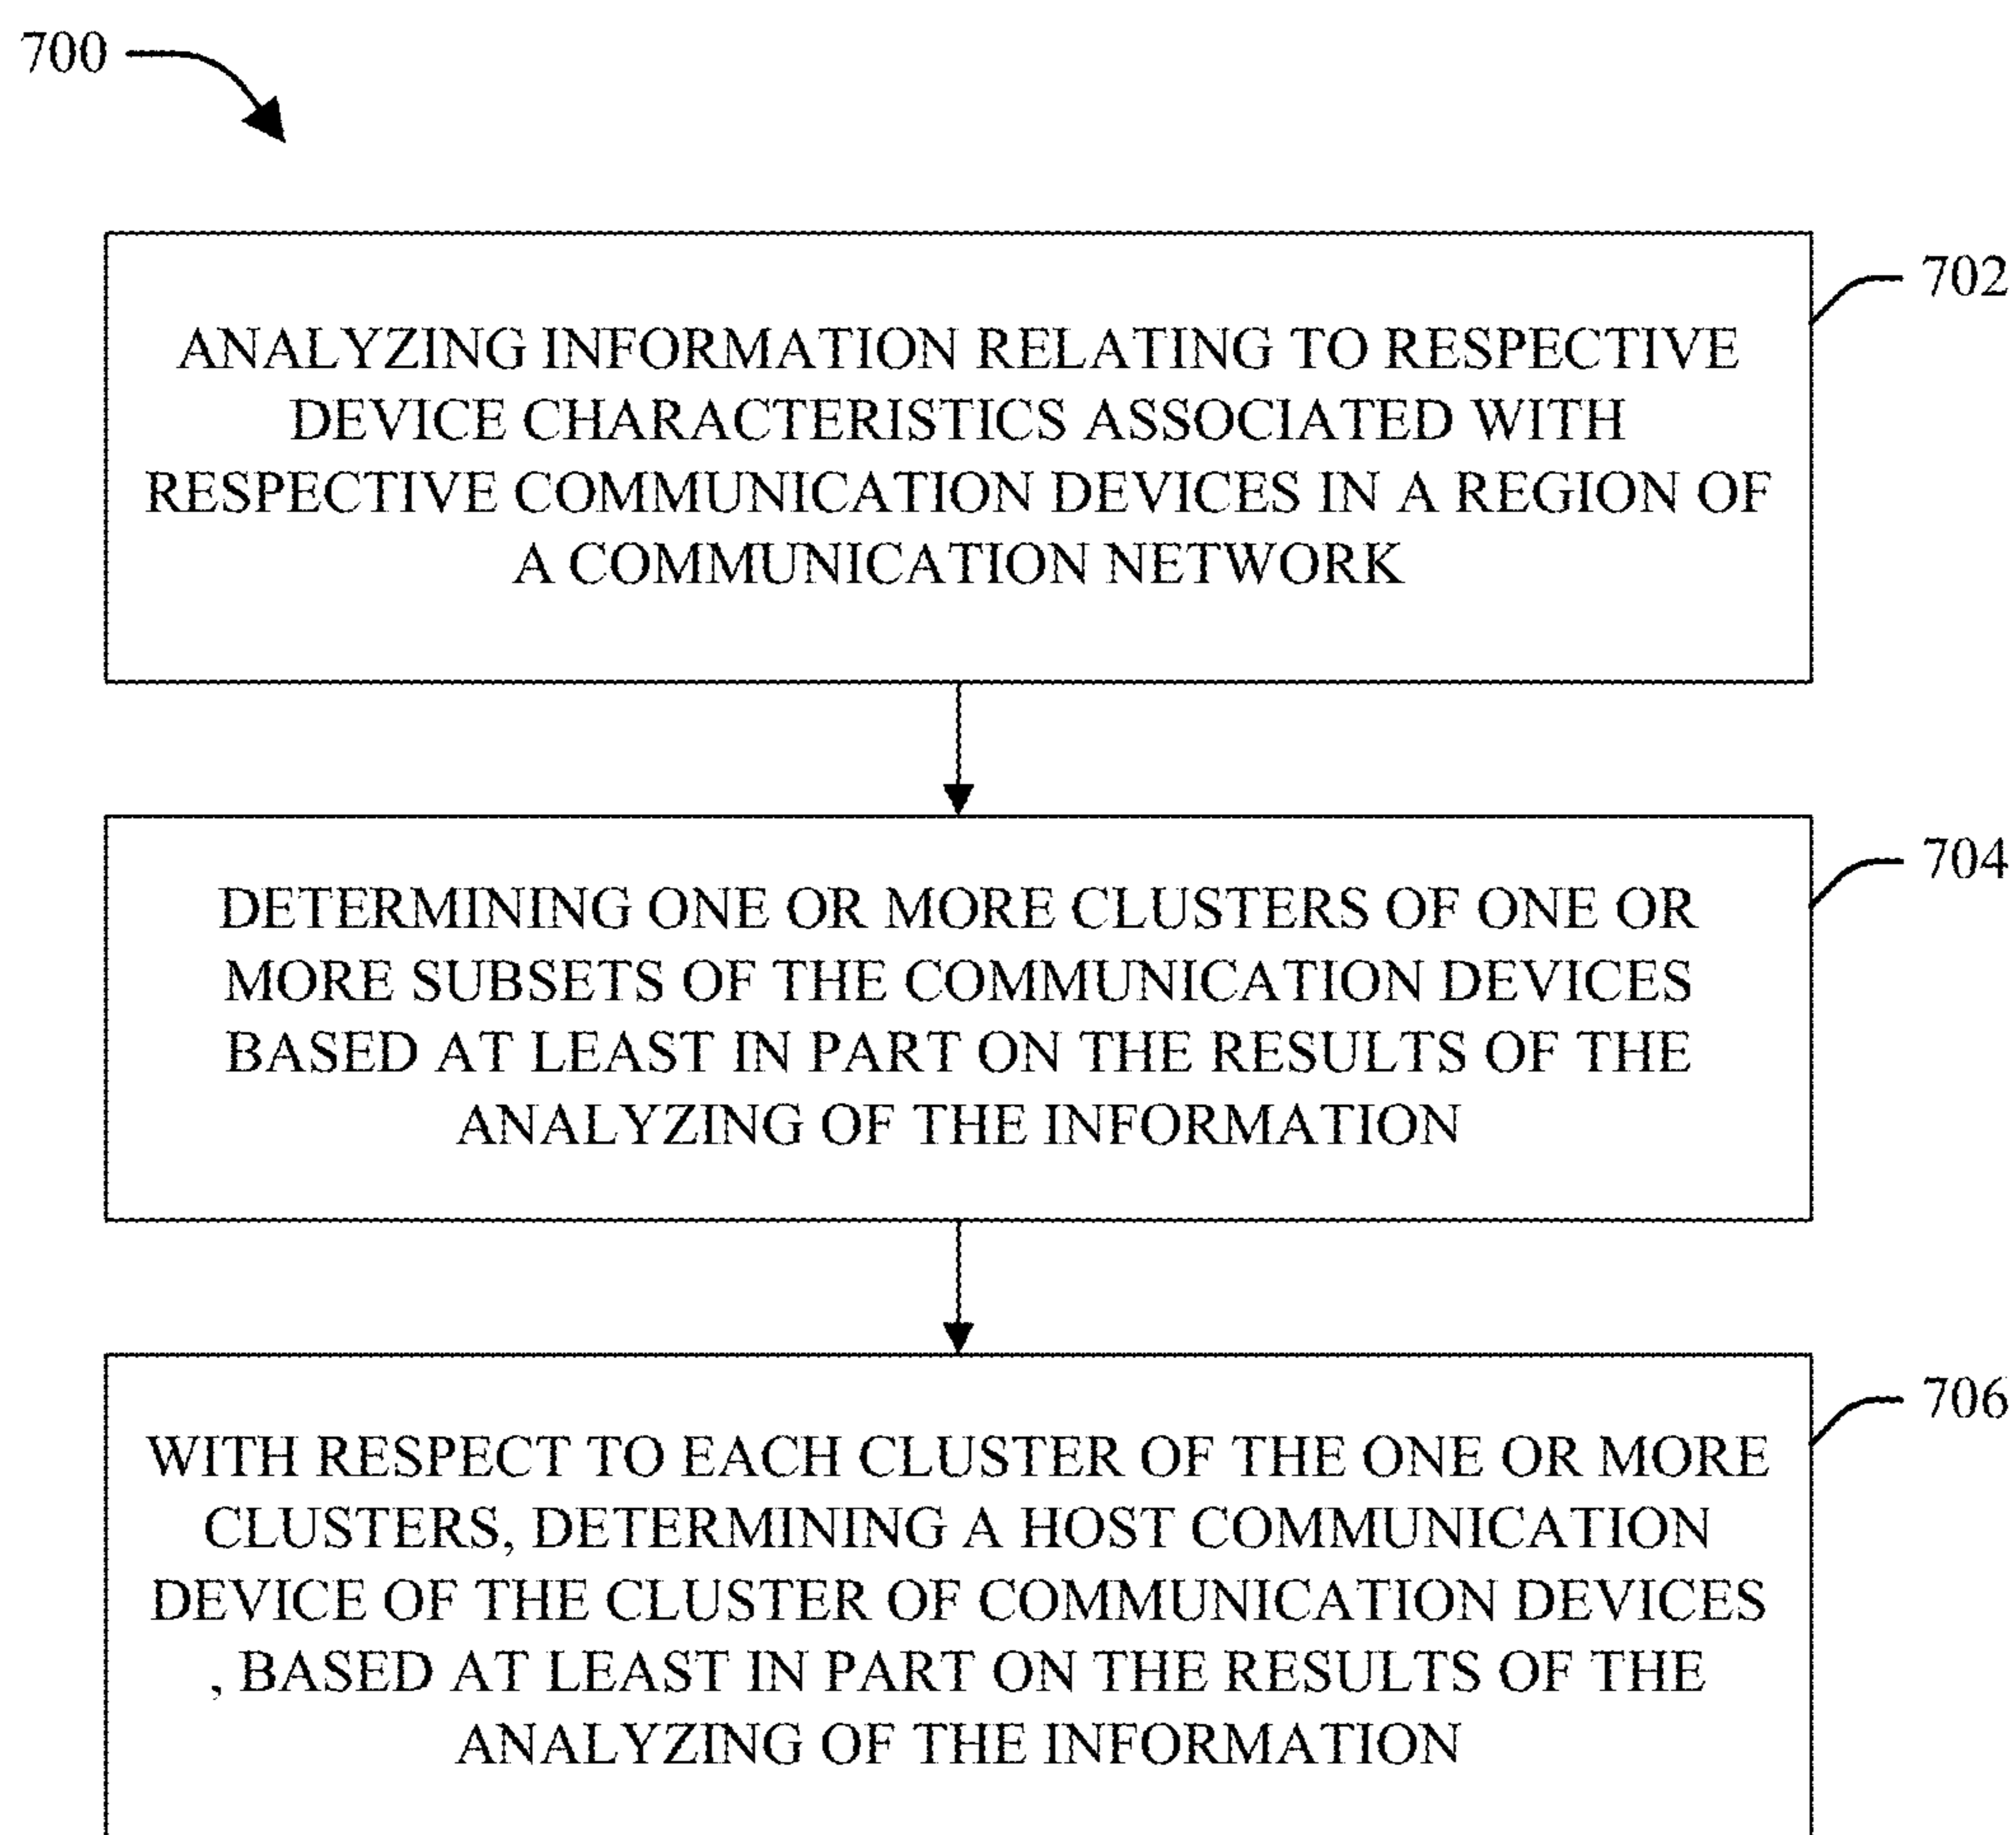 700
702
ANALYZING INFORMATION RELATING TO RESPECTIVE
DEVICE CHARACTERISTICS ASSOCIATED WITH
RESPECTIVE COMMUNICATION DEVICES IN A REGION OF
A COMMUNICATION NETWORK
704
DETERMINING ONE OR MORE CLUSTERS OF ONE OR
MORE SUBSETS OF THE COMMUNICATION DEVICES
BASED AT LEAST IN PART ON THE RESULTS OF THE
ANALYZING OF THE INFORMATION
706
WITH RESPECT TO EACH CLUSTER OF THE ONE OR MORE
CLUSTERS, DETERMINING A HOST COMMUNICATION
DEVICE OF THE CLUSTER OF COMMUNICATION DEVICES
, BASED AT LEAST IN PART ON THE RESULTS OF THE
ANALYZING OF THE INFORMATION